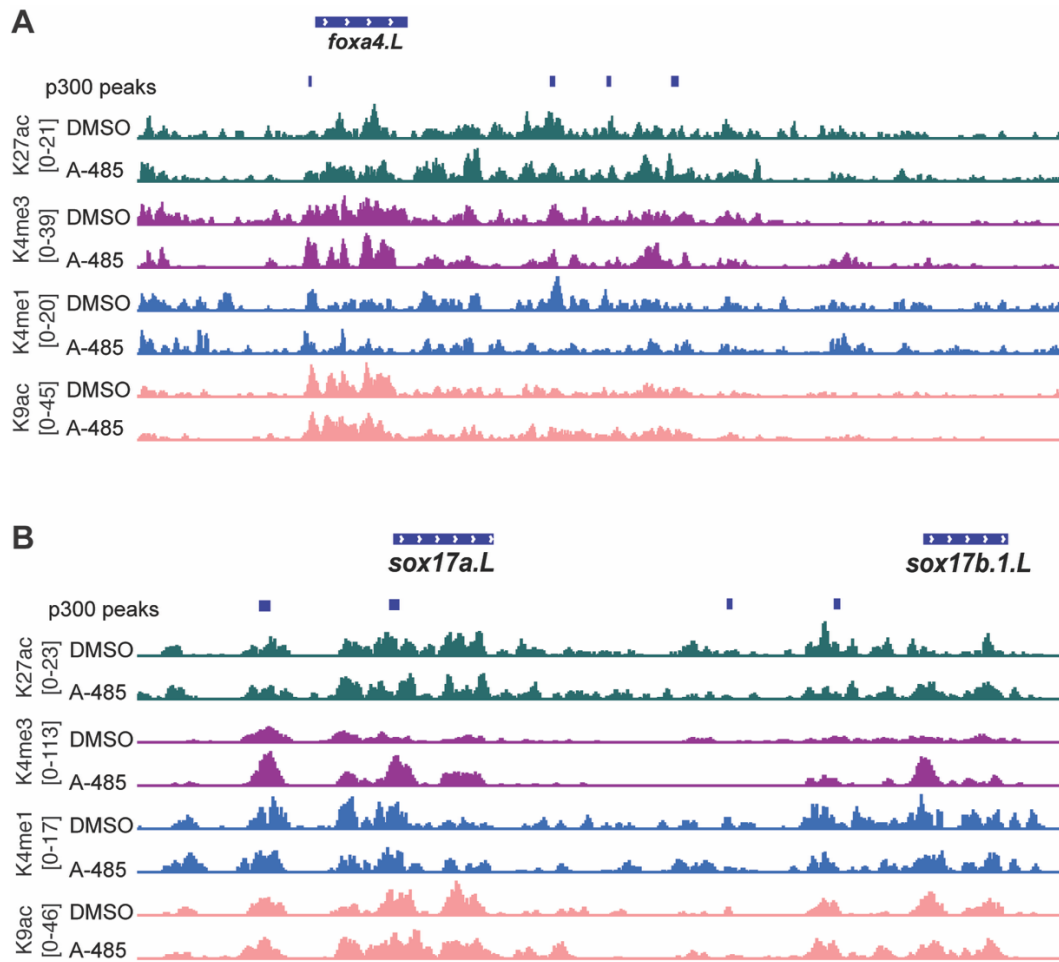 A
foxa4.L
p300 peaks
K27ac
[0-21]
DMSO
A-485
K4me3
[0-39]
DMSO
A-485
K4me1
[0-20]
DMSO
A-485
K9ac
[0-45]
DMSO
A-485
B
sox17a.L
sox17b.1.L
p300 peaks
K27ac
[0-23]
DMSO
A-485
K4me3
[0-113]
DMSO
A-485
K4me1
[0-17]
DMSO
A-485
K9ac
[0-46]
DMSO
A-485